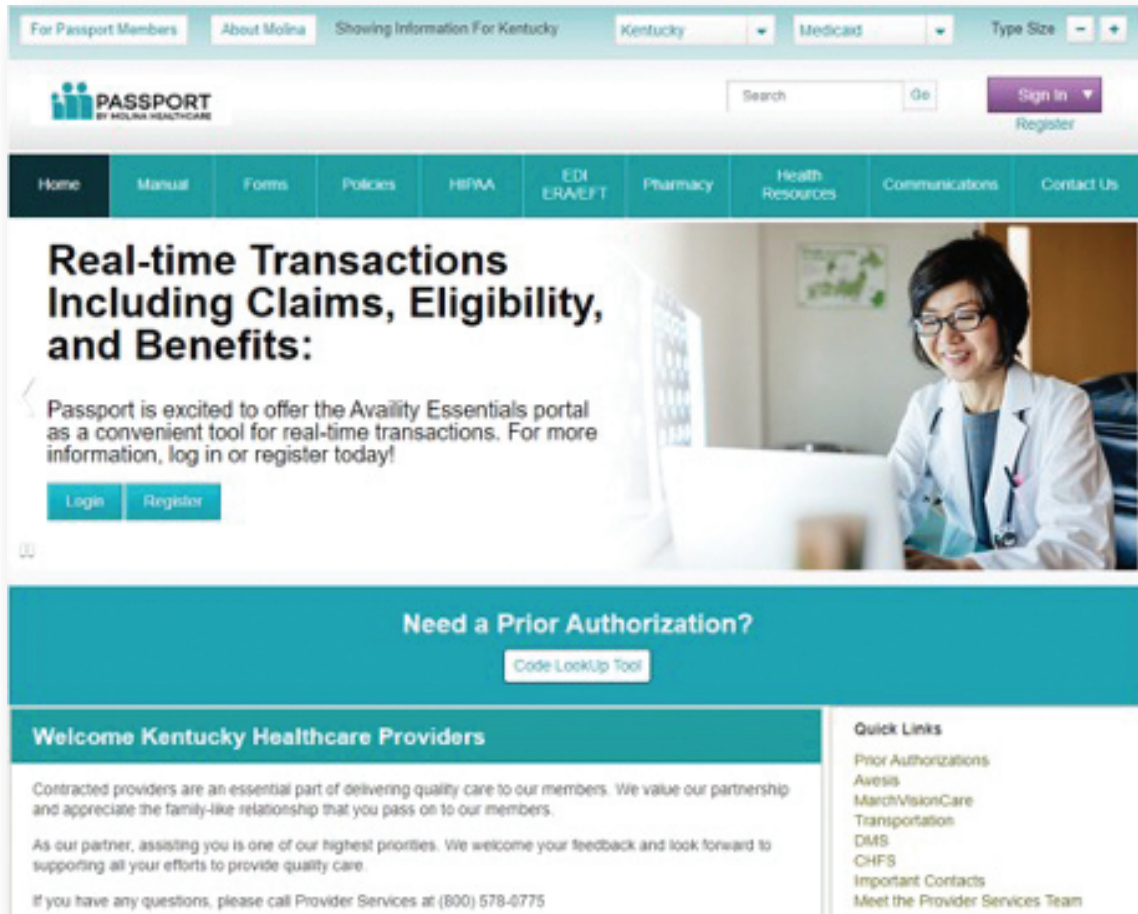 For Passport Members
About Molina
Showing Information For Kentucky
Kentucky
Medicaid
Type Size - +
PASSPORT
BY MOLINA HEALTHCARE
Search
Go
Sign In
Register
Home
Manual
Forms
Policies
HIPAA
EDI
ERA/EFT
Pharmacy
Health
Resources
Communications
Contact Us
Real-time Transactions
Including Claims, Eligibility,
and Benefits:
Passport is excited to offer the Availity Essentials portal
as a convenient tool for real-time transactions. For more
information, log in or register today!
Login
Register
Need a Prior Authorization?
Code LookUp Tool
Welcome Kentucky Healthcare Providers
Contracted providers are an essential part of delivering quality care to our members. We value our partnership
and appreciate the family-like relationship that you pass on to our members.
As our partner, assisting you is one of our highest priorities. We welcome your feedback and look forward to
supporting all your efforts to provide quality care.
If you have any questions, please call Provider Services at (800) 578-0775
Quick Links
Prior Authorizations
Avesis
MarchVisionCare
Transportation
DMS
CHFS
Important Contacts
Meet the Provider Services Team